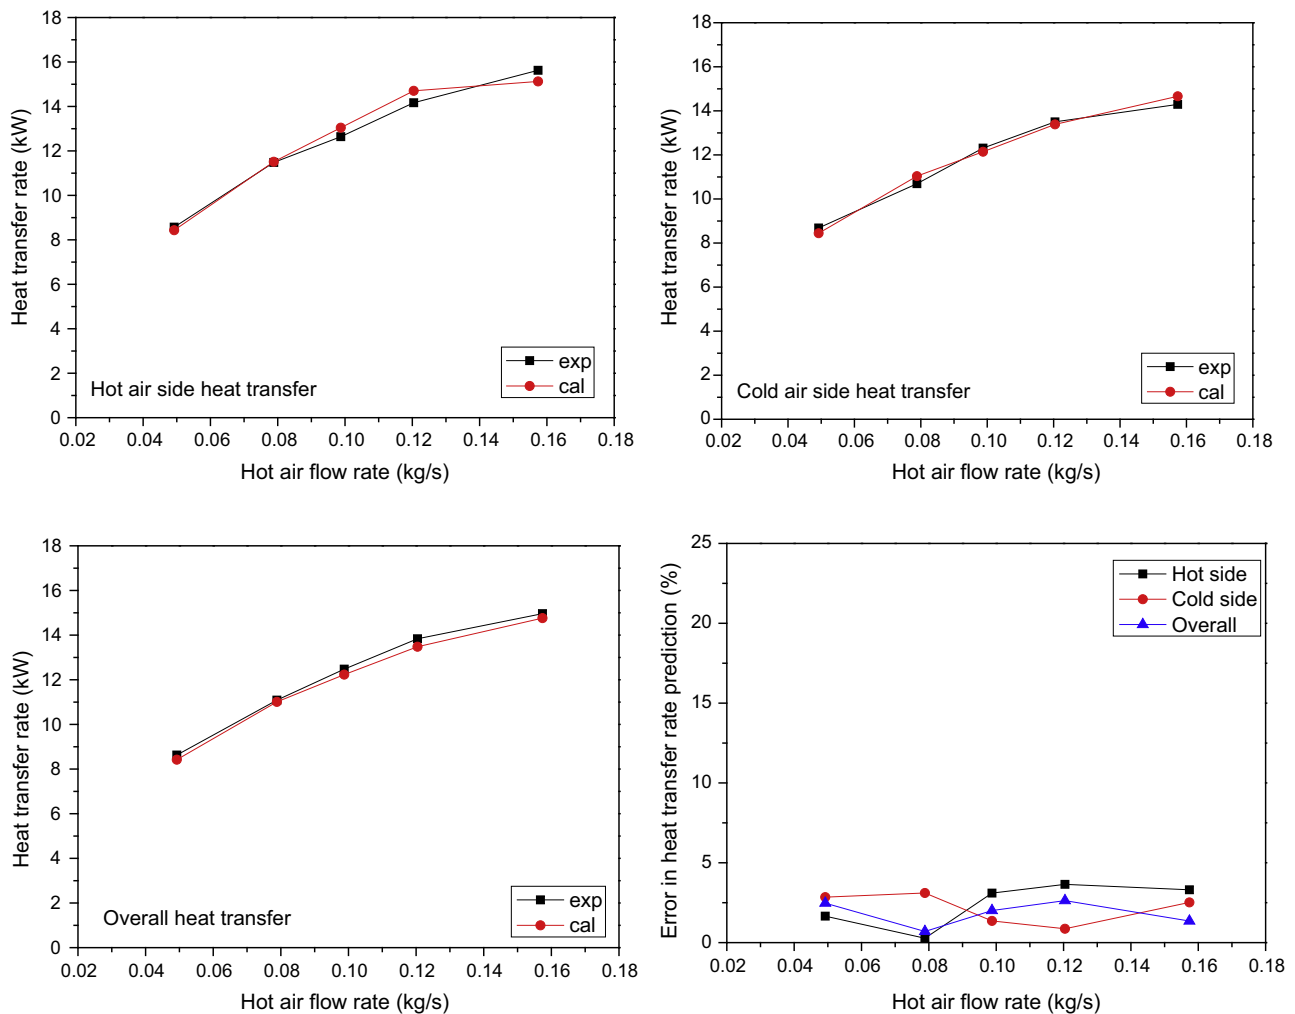 18
16
14
12
10
8
6
4
2
0
Heat transfer rate (kW)
exp
cal
Hot air side heat transfer
0.02 0.04 0.06 0.08 0.10 0.12 0.14 0.16 0.18
Hot air flow rate (kg/s)
18
16
14
12
10
8
6
4
2
0
Heat transfer rate (kW)
exp
cal
Cold air side heat transfer
0.02 0.04 0.06 0.08 0.10 0.12 0.14 0.16 0.18
Hot air flow rate (kg/s)
18
16
14
12
10
8
6
4
2
0
Heat transfer rate (kW)
exp
cal
Overall heat transfer
0.02 0.04 0.06 0.08 0.10 0.12 0.14 0.16 0.18
Hot air flow rate (kg/s)
25
20
15
10
5
0
Error in heat transfer rate prediction (%)
Hot side
Cold side
Overall
0.02 0.04 0.06 0.08 0.10 0.12 0.14 0.16 0.18
Hot air flow rate (kg/s)